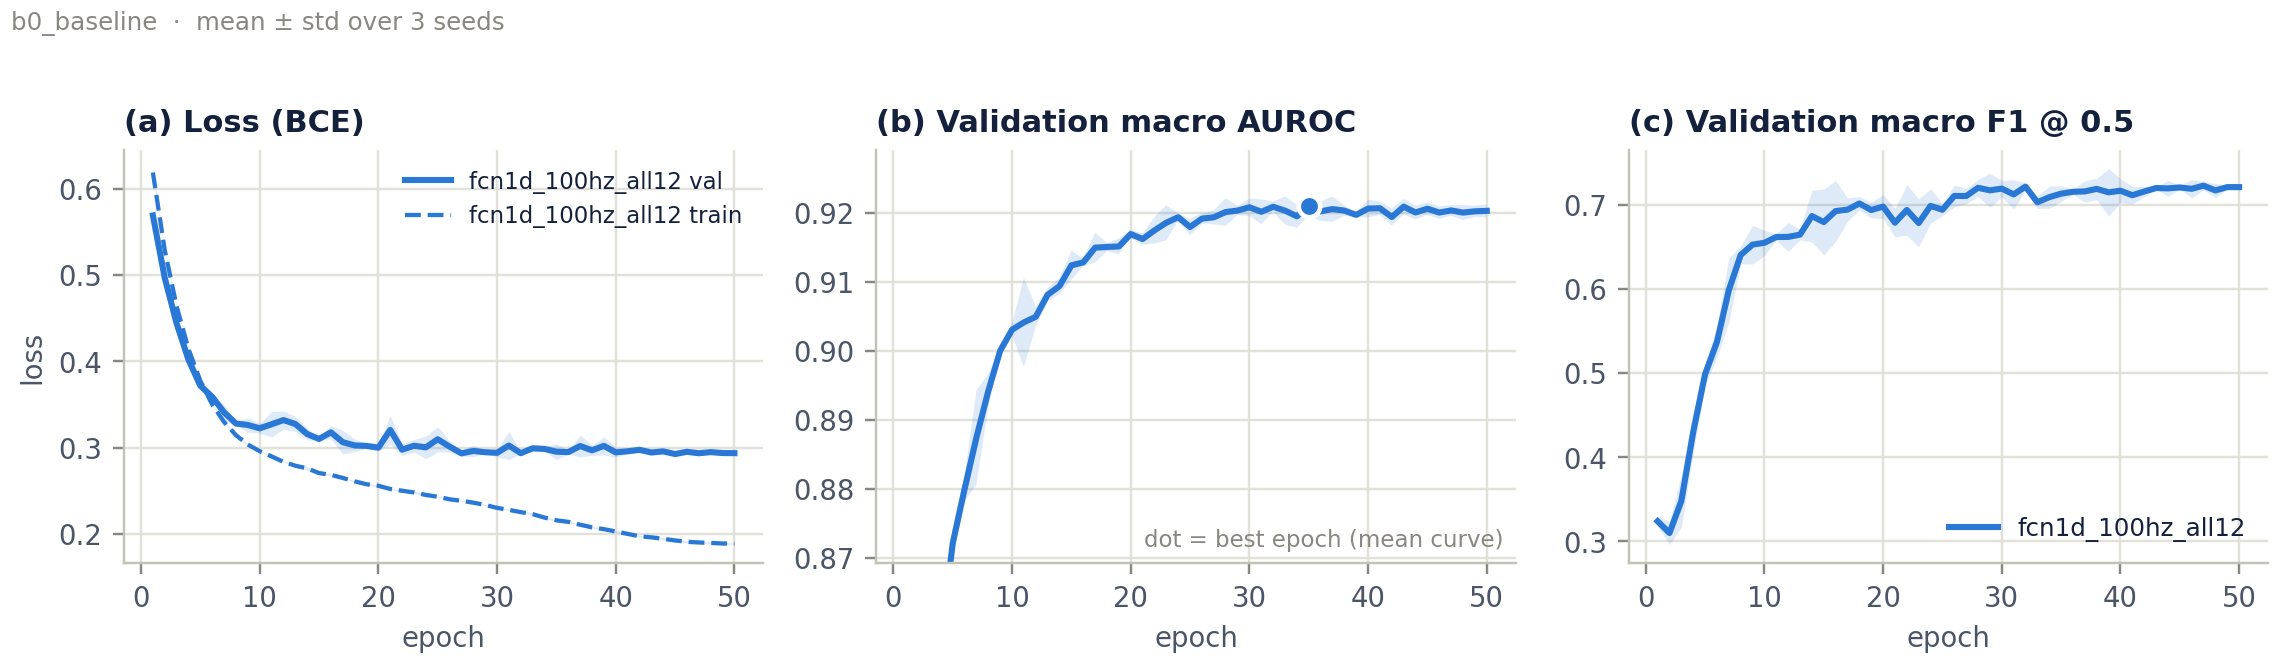 b0_baseline · mean ± std over 3 seeds
(a) Loss (BCE)
fcn1d_100hz_all12 val
fcn1d_100hz_all12 train
loss
0.6
0.5
0.4
0.3
0.2
0 10 20 30 40 50
epoch
(b) Validation macro AUROC
0.92
0.91
0.90
0.89
0.88
0.87
dot = best epoch (mean curve)
0 10 20 30 40 50
epoch
(c) Validation macro F1 @ 0.5
0.7
0.6
0.5
0.4
0.3
fcn1d_100hz_all12
0 10 20 30 40 50
epoch